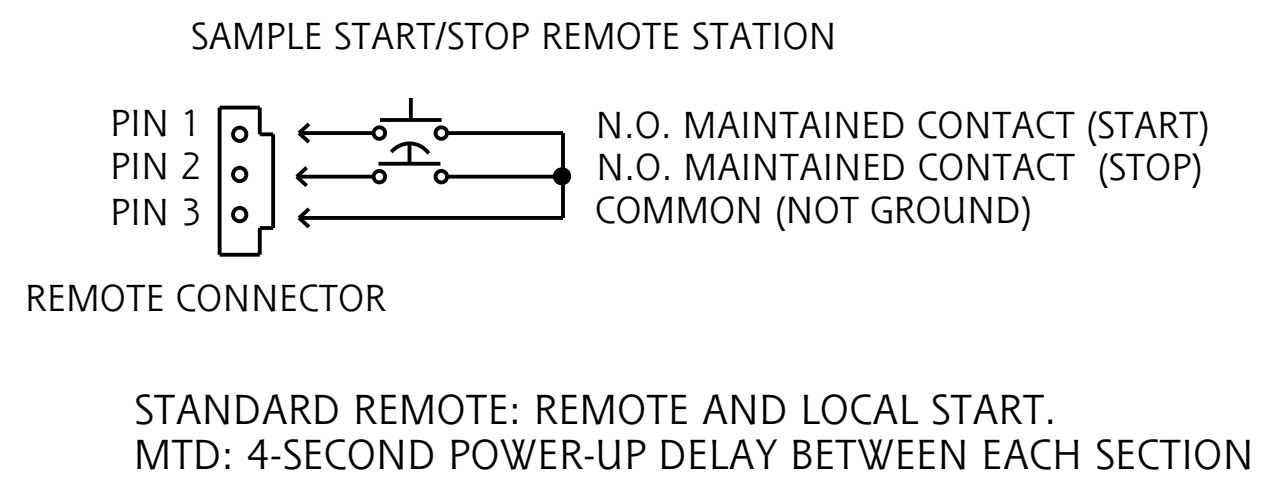 SAMPLE START/STOP REMOTE STATION
PIN 1
N.O. MAINTAINED CONTACT (START)
PIN 2
N.O. MAINTAINED CONTACT (STOP)
PIN 3
COMMON (NOT GROUND)
REMOTE CONNECTOR
STANDARD REMOTE: REMOTE AND LOCAL START.
MTD: 4-SECOND POWER-UP DELAY BETWEEN EACH SECTION